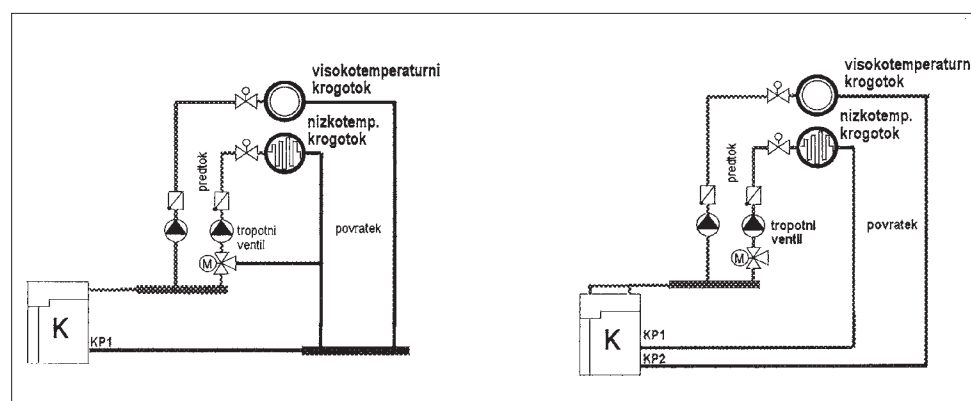 visokotemperaturni
krogotok
nizkotemp.
krogotok
predtok
tropotni
ventil
povratek
M
K
KP1
visokotemperaturni
krogotok
nizkotemp.
krogotok
predtok
tropotni
ventil
povratek
M
K
KP1
KP2